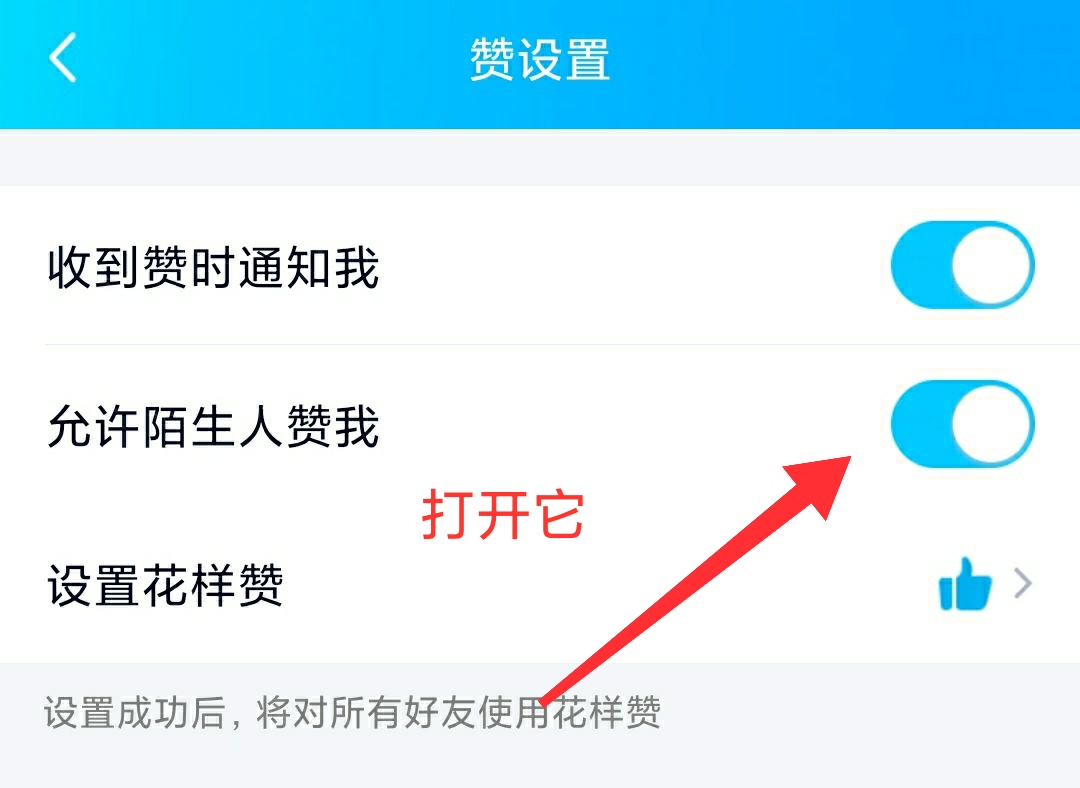 赞设置
收到赞时通知我
允许陌生人赞我
打开它
设置花样赞
设置成功后，将对所有好友使用花样赞